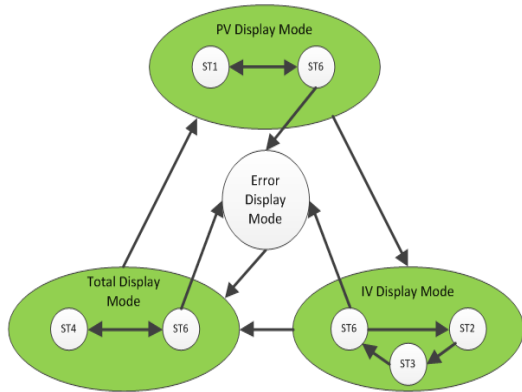 PV Display Mode
ST1
ST6
Error
Display
Mode
Total Display
Mode
ST4
ST6
IV Display Mode
ST6
ST2
ST3